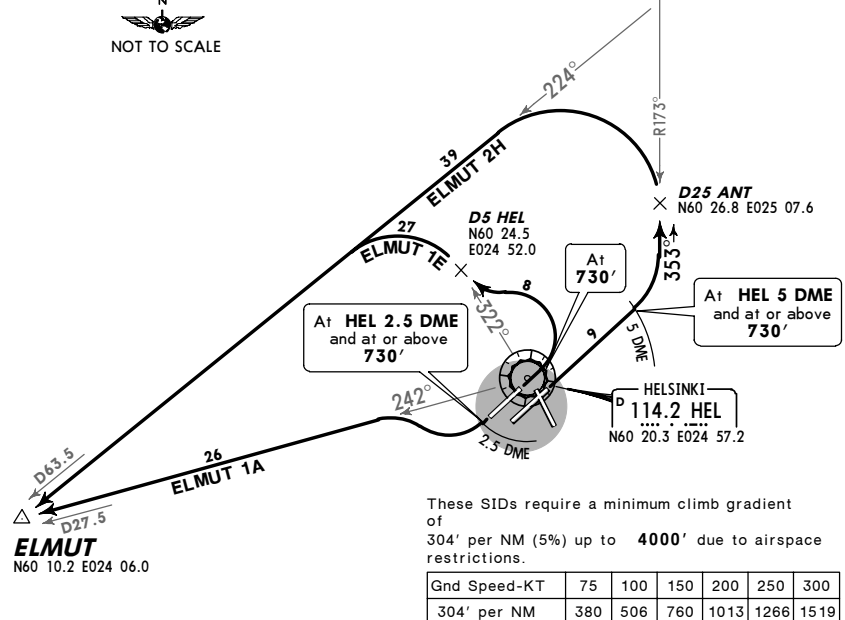 N
NOT TO SCALE
224°
R173°
39
ELMUT 2H
D25 ANT
N60 26.8 E025 07.6
27
ELMUT 1E
D5 HEL
N60 24.5
E024 52.0
353°
At
730′
8
At HEL 5 DME
and at or above
730′
At HEL 2.5 DME
and at or above
730′
322°
9
5 DME
242°
HELSINKI
D 114.2 HEL
N60 20.3 E024 57.2
2.5 DME
26
ELMUT 1A
D63.5
D27.5
ELMUT
N60 10.2 E024 06.0
These SIDs require a minimum climb gradient
of
304′ per NM (5%) up to 4000′ due to airspace
restrictions.
Gnd Speed-KT 75 100 150 200 250 300
304′ per NM 380 506 760 1013 1266 1519